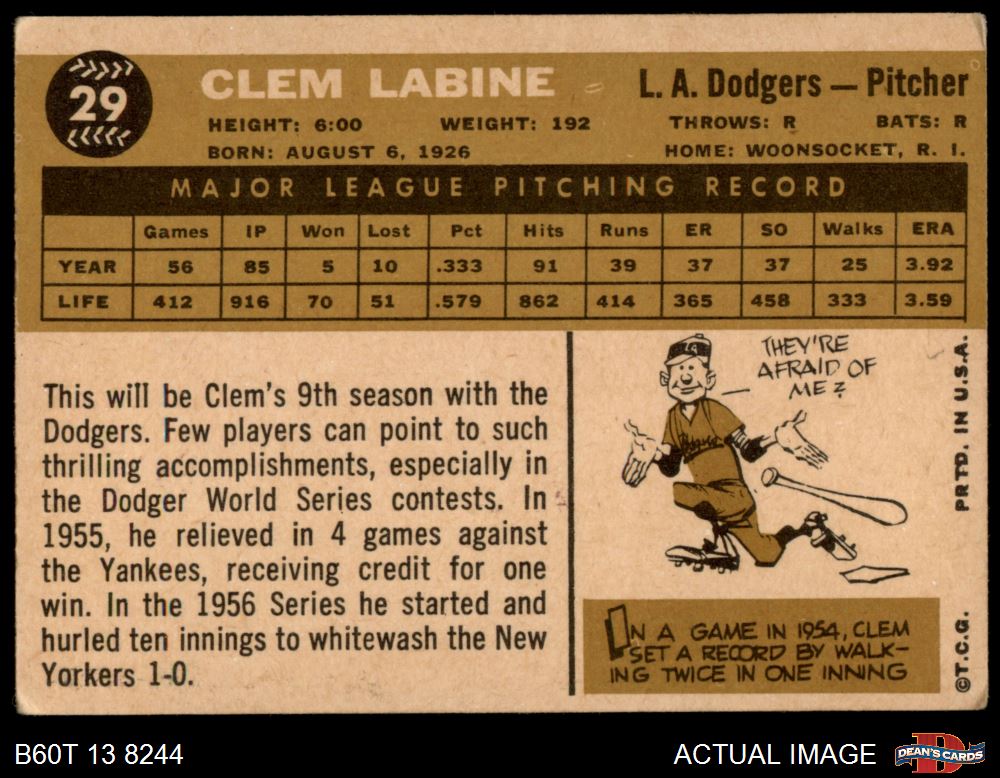 29
CLEM LABINE
L. A. Dodgers — Pitcher
HEIGHT: 6:00 WEIGHT: 192 THROWS: R BATS: R
BORN: AUGUST 6, 1926 HOME: WOONSOCKET, R. I.
MAJOR LEAGUE PITCHING RECORD
Games IP Won Lost Pct Hits Runs ER SO Walks ERA
YEAR 56 85 5 10 .333 91 39 37 37 25 3.92
LIFE 412 916 70 51 .579 862 414 365 458 333 3.59
This will be Clem's 9th season with the
Dodgers. Few players can point to such
thrilling accomplishments, especially in
the Dodger World Series contests. In
1955, he relieved in 4 games against
the Yankees, receiving credit for one
win. In the 1956 Series he started and
hurled ten innings to whitewash the New
Yorkers 1-0.
THEY'RE
AFRAID OF
ME?
LA
IN A GAME IN 1954, CLEM
SET A RECORD BY WALK-
ING TWICE IN ONE INNING
©T.C.G. PRTD. IN U.S.A.
B60T 13 8244
ACTUAL IMAGE
DEAN'S CARDS